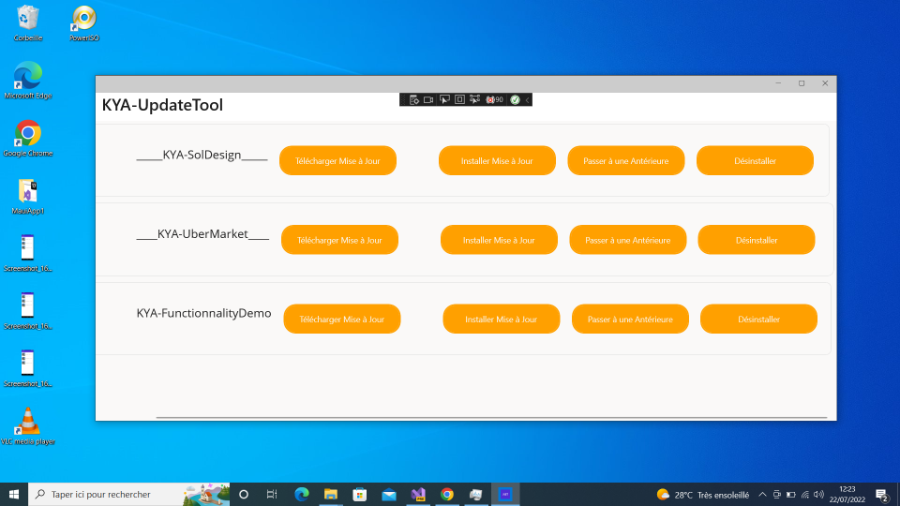 Corbeille
PowerISO
Microsoft Edge
KYA-UpdateTool
90
Google Chrome
____KYA-SolDesign____
Télécharger Mise à Jour
Installer Mise à Jour
Passer à une Antérieure
Désinstaller
MauiApp1
___KYA-UberMarket___
Télécharger Mise à Jour
Installer Mise à Jour
Passer à une Antérieure
Désinstaller
Screenshot_16...
KYA-FunctionnalityDemo
Télécharger Mise à Jour
Installer Mise à Jour
Passer à une Antérieure
Désinstaller
Screenshot_16...
Screenshot_16...
VLC media player
Taper ici pour rechercher
28°C Très ensoleillé
12:23
22/07/2022
2